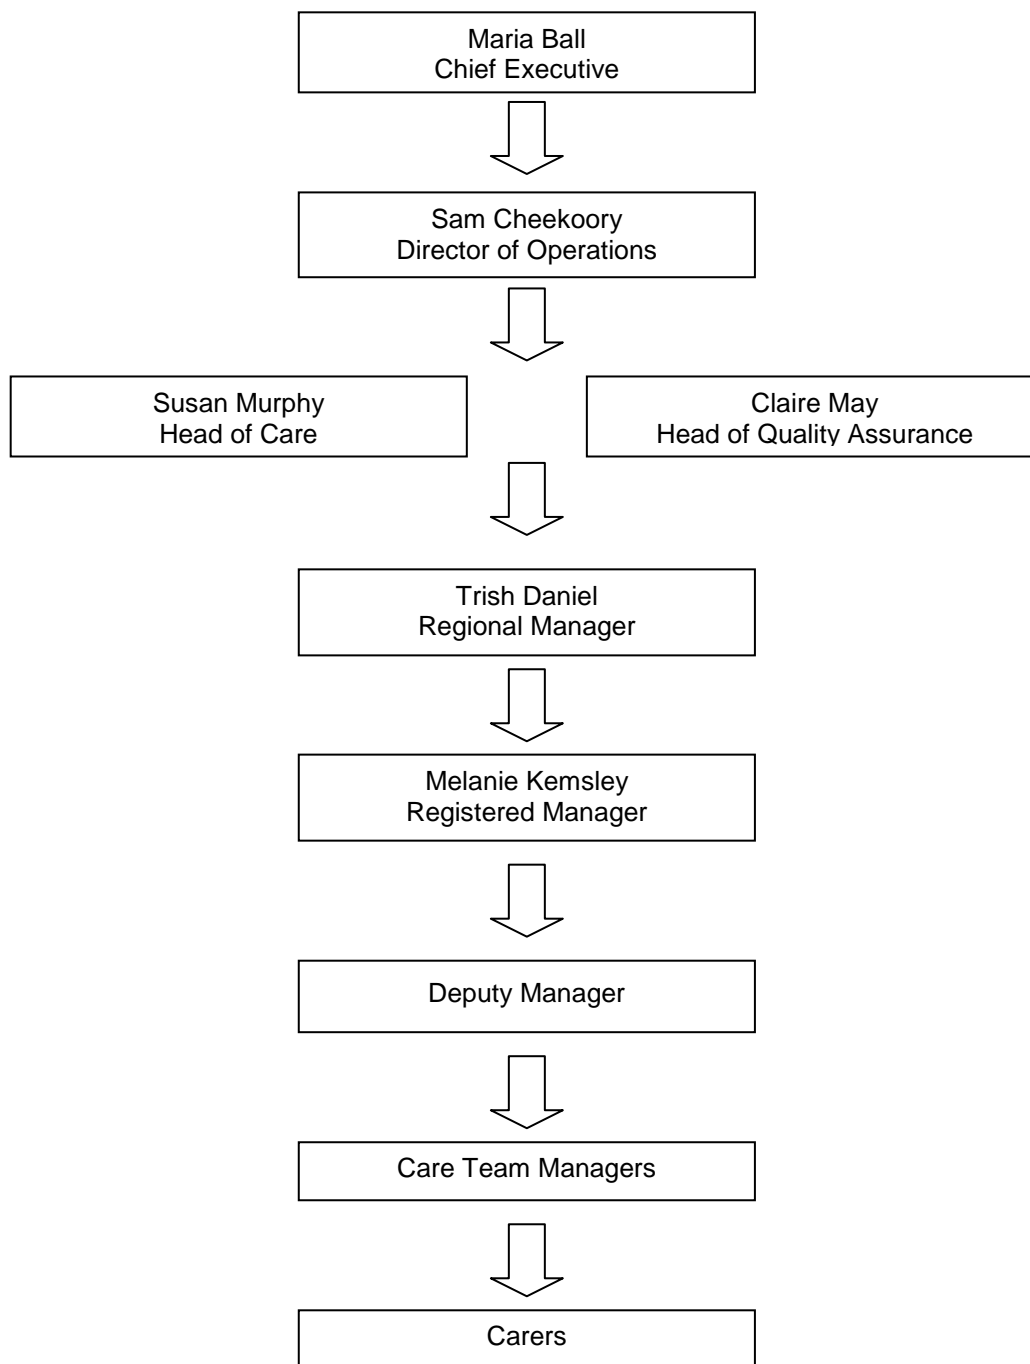 Maria Ball
Chief Executive
Sam Cheekoory
Director of Operations
Susan Murphy
Head of Care
Claire May
Head of Quality Assurance
Trish Daniel
Regional Manager
Melanie Kemsley
Registered Manager
Deputy Manager
Care Team Managers
Carers